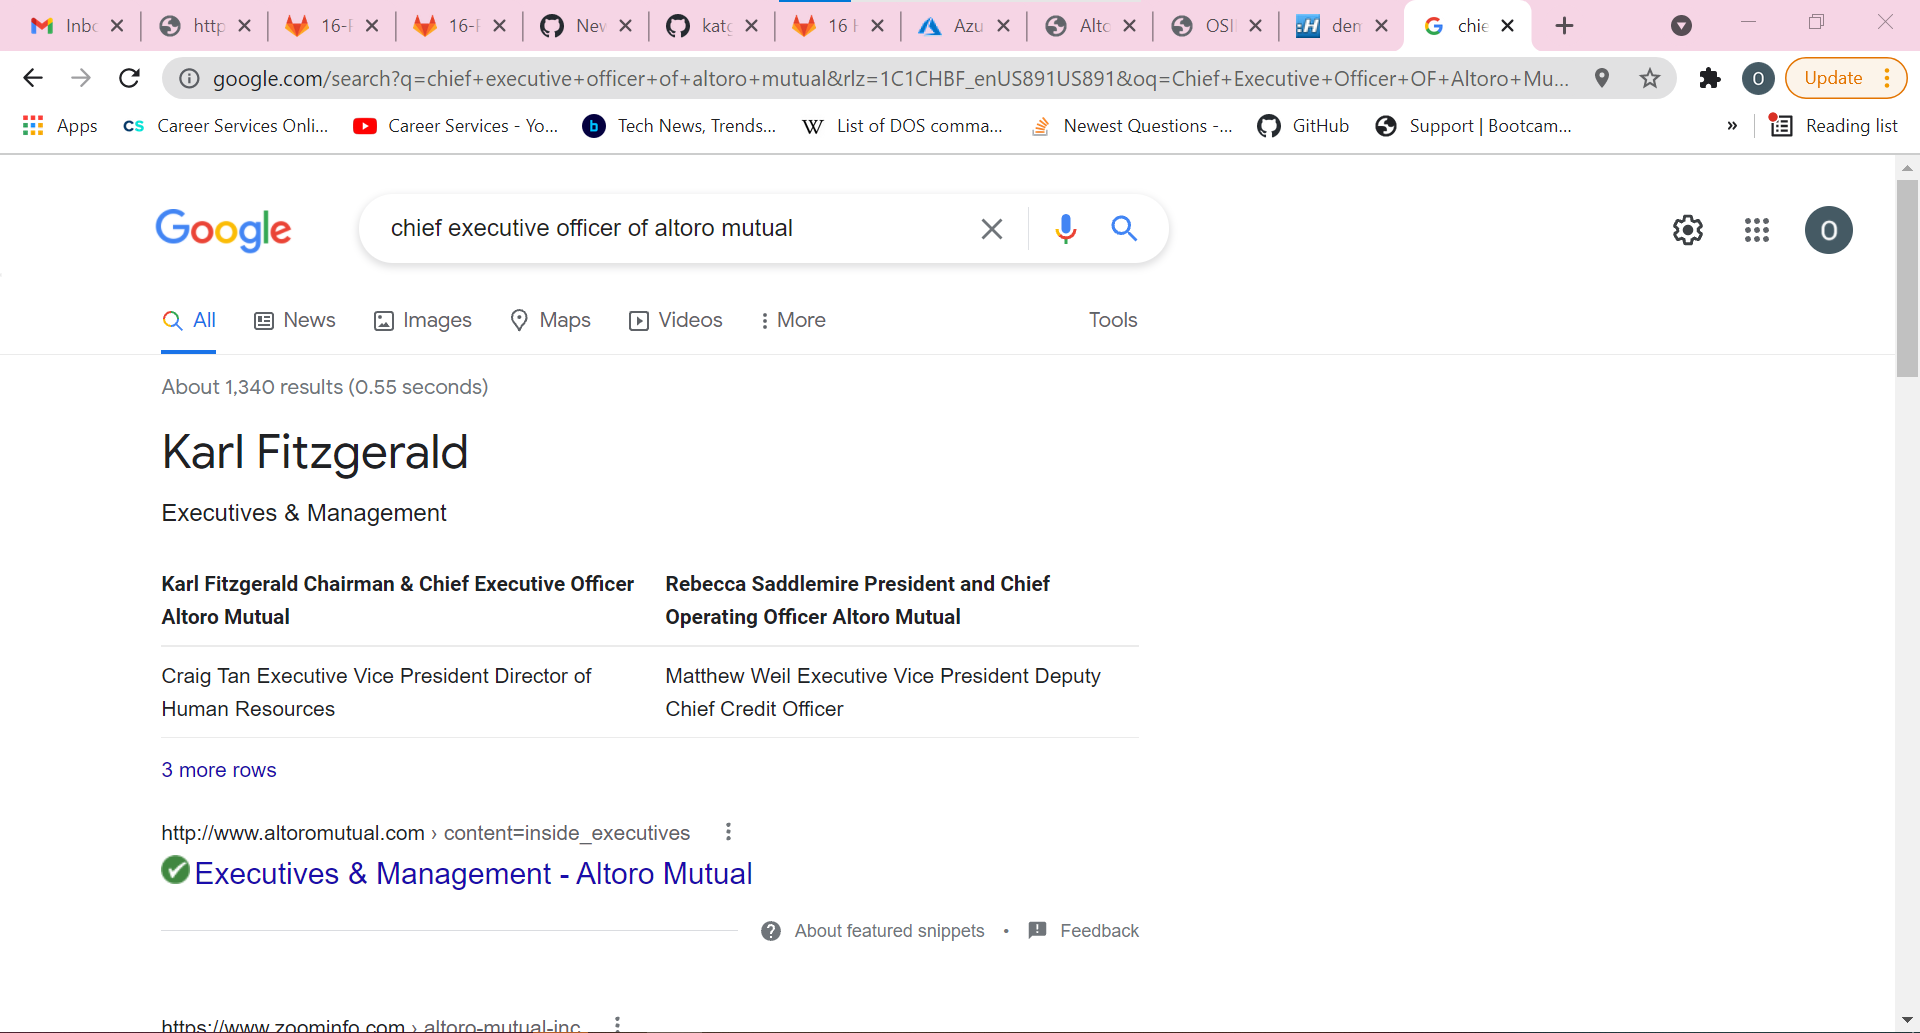 Inbc http 16-F 16-F Nev katg 16 H Azu Alto OSII den chie
google.com/search?q=chief+executive+officer+of+altoro+mutual&rlz=1C1CHBF_enUS891US891&oq=Chief+Executive+Officer+OF+Altoro+Mu... O Update
Apps CS Career Services Onli... Career Services - Yo... b Tech News, Trends... W List of DOS comma... Newest Questions -... GitHub Support | Bootcam... » Reading list
Google chief executive officer of altoro mutual O
All News Images Maps Videos More Tools
About 1,340 results (0.55 seconds)
Karl Fitzgerald
Executives & Management
Karl Fitzgerald Chairman & Chief Executive Officer Rebecca Saddlemire President and Chief
Altoro Mutual Operating Officer Altoro Mutual
Craig Tan Executive Vice President Director of Matthew Weil Executive Vice President Deputy
Human Resources Chief Credit Officer
3 more rows
http://www.altoromutual.com › content=inside_executives
Executives & Management - Altoro Mutual
About featured snippets • Feedback
https://www.zoominfo.com › altoro-mutual-inc